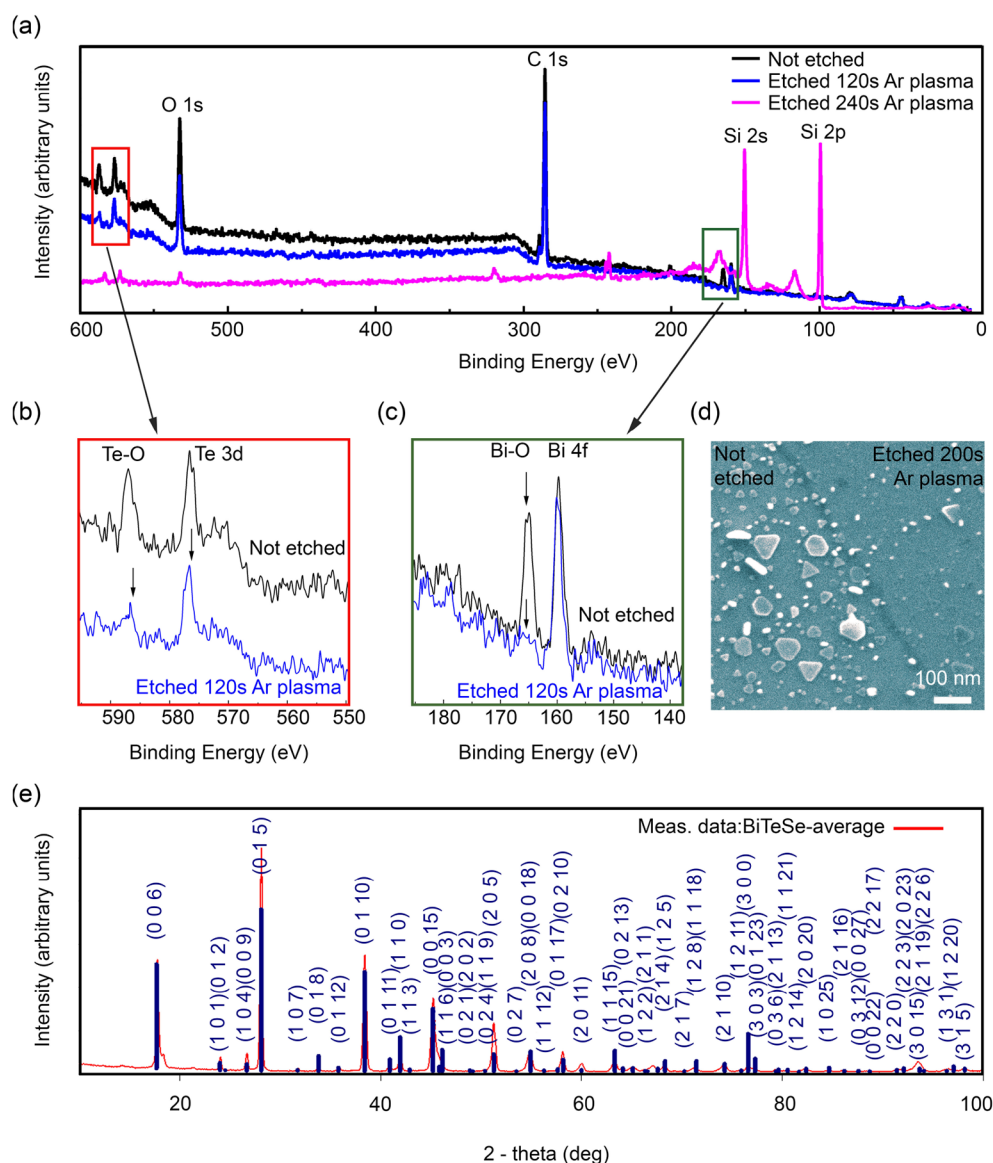 (a)
Intensity (arbitrary units)
O 1s
C 1s
Not etched
Etched 120s Ar plasma
Etched 240s Ar plasma
Si 2s
Si 2p
600
500
400
300
200
100
0
Binding Energy (eV)
(b)
Te-O
Te 3d
Not etched
Etched 120s Ar plasma
590
580
570
560
550
Binding Energy (eV)
(c)
Bi-O
Bi 4f
Not etched
Etched 120s Ar plasma
180
170
160
150
140
Binding Energy (eV)
(d)
Not
etched
Etched 200s
Ar plasma
100 nm
(e)
Intensity (arbitrary units)
Meas. data:BiTeSe-average
(0 0 6)
(1 0 1)(0 1 2)
(1 0 4)(0 0 9)
(0 1 5)
(1 0 7)
(0 1 8)
(0 1 12)
(0 1 10)
(0 1 11)
(1 1 0)
(1 1 3)
(0 0 15)
(1 1 6)(0 0 3)
(0 2 1)(2 0 2)
(0 2 4)(1 1 9)
(2 0 5)
(0 2 7)
(2 0 8)(0 0 18)
(1 1 12)
(0 1 17)(0 2 10)
(2 0 11)
(1 1 15)
(0 0 21)
(0 2 13)
(1 2 2)(2 1 1)
(2 1 4)(1 2 5)
(2 1 7)
(1 2 8)(1 1 18)
(2 1 10)
(1 2 11)
(3 0 0)
(3 0 3)(0 1 23)
(0 3 6)(2 1 13)
(1 1 21)
(1 2 14)
(2 0 20)
(1 0 25)
(2 1 16)
(0 3 12)(0 0 27)
(0 0 22)
(2 2 17)
(2 2 0)
(2 2 3)(2 0 23)
(3 0 15)
(2 1 19)(2 2 6)
(1 3 1)
(1 2 20)
(3 1 5)
20
40
60
80
100
2 - theta (deg)